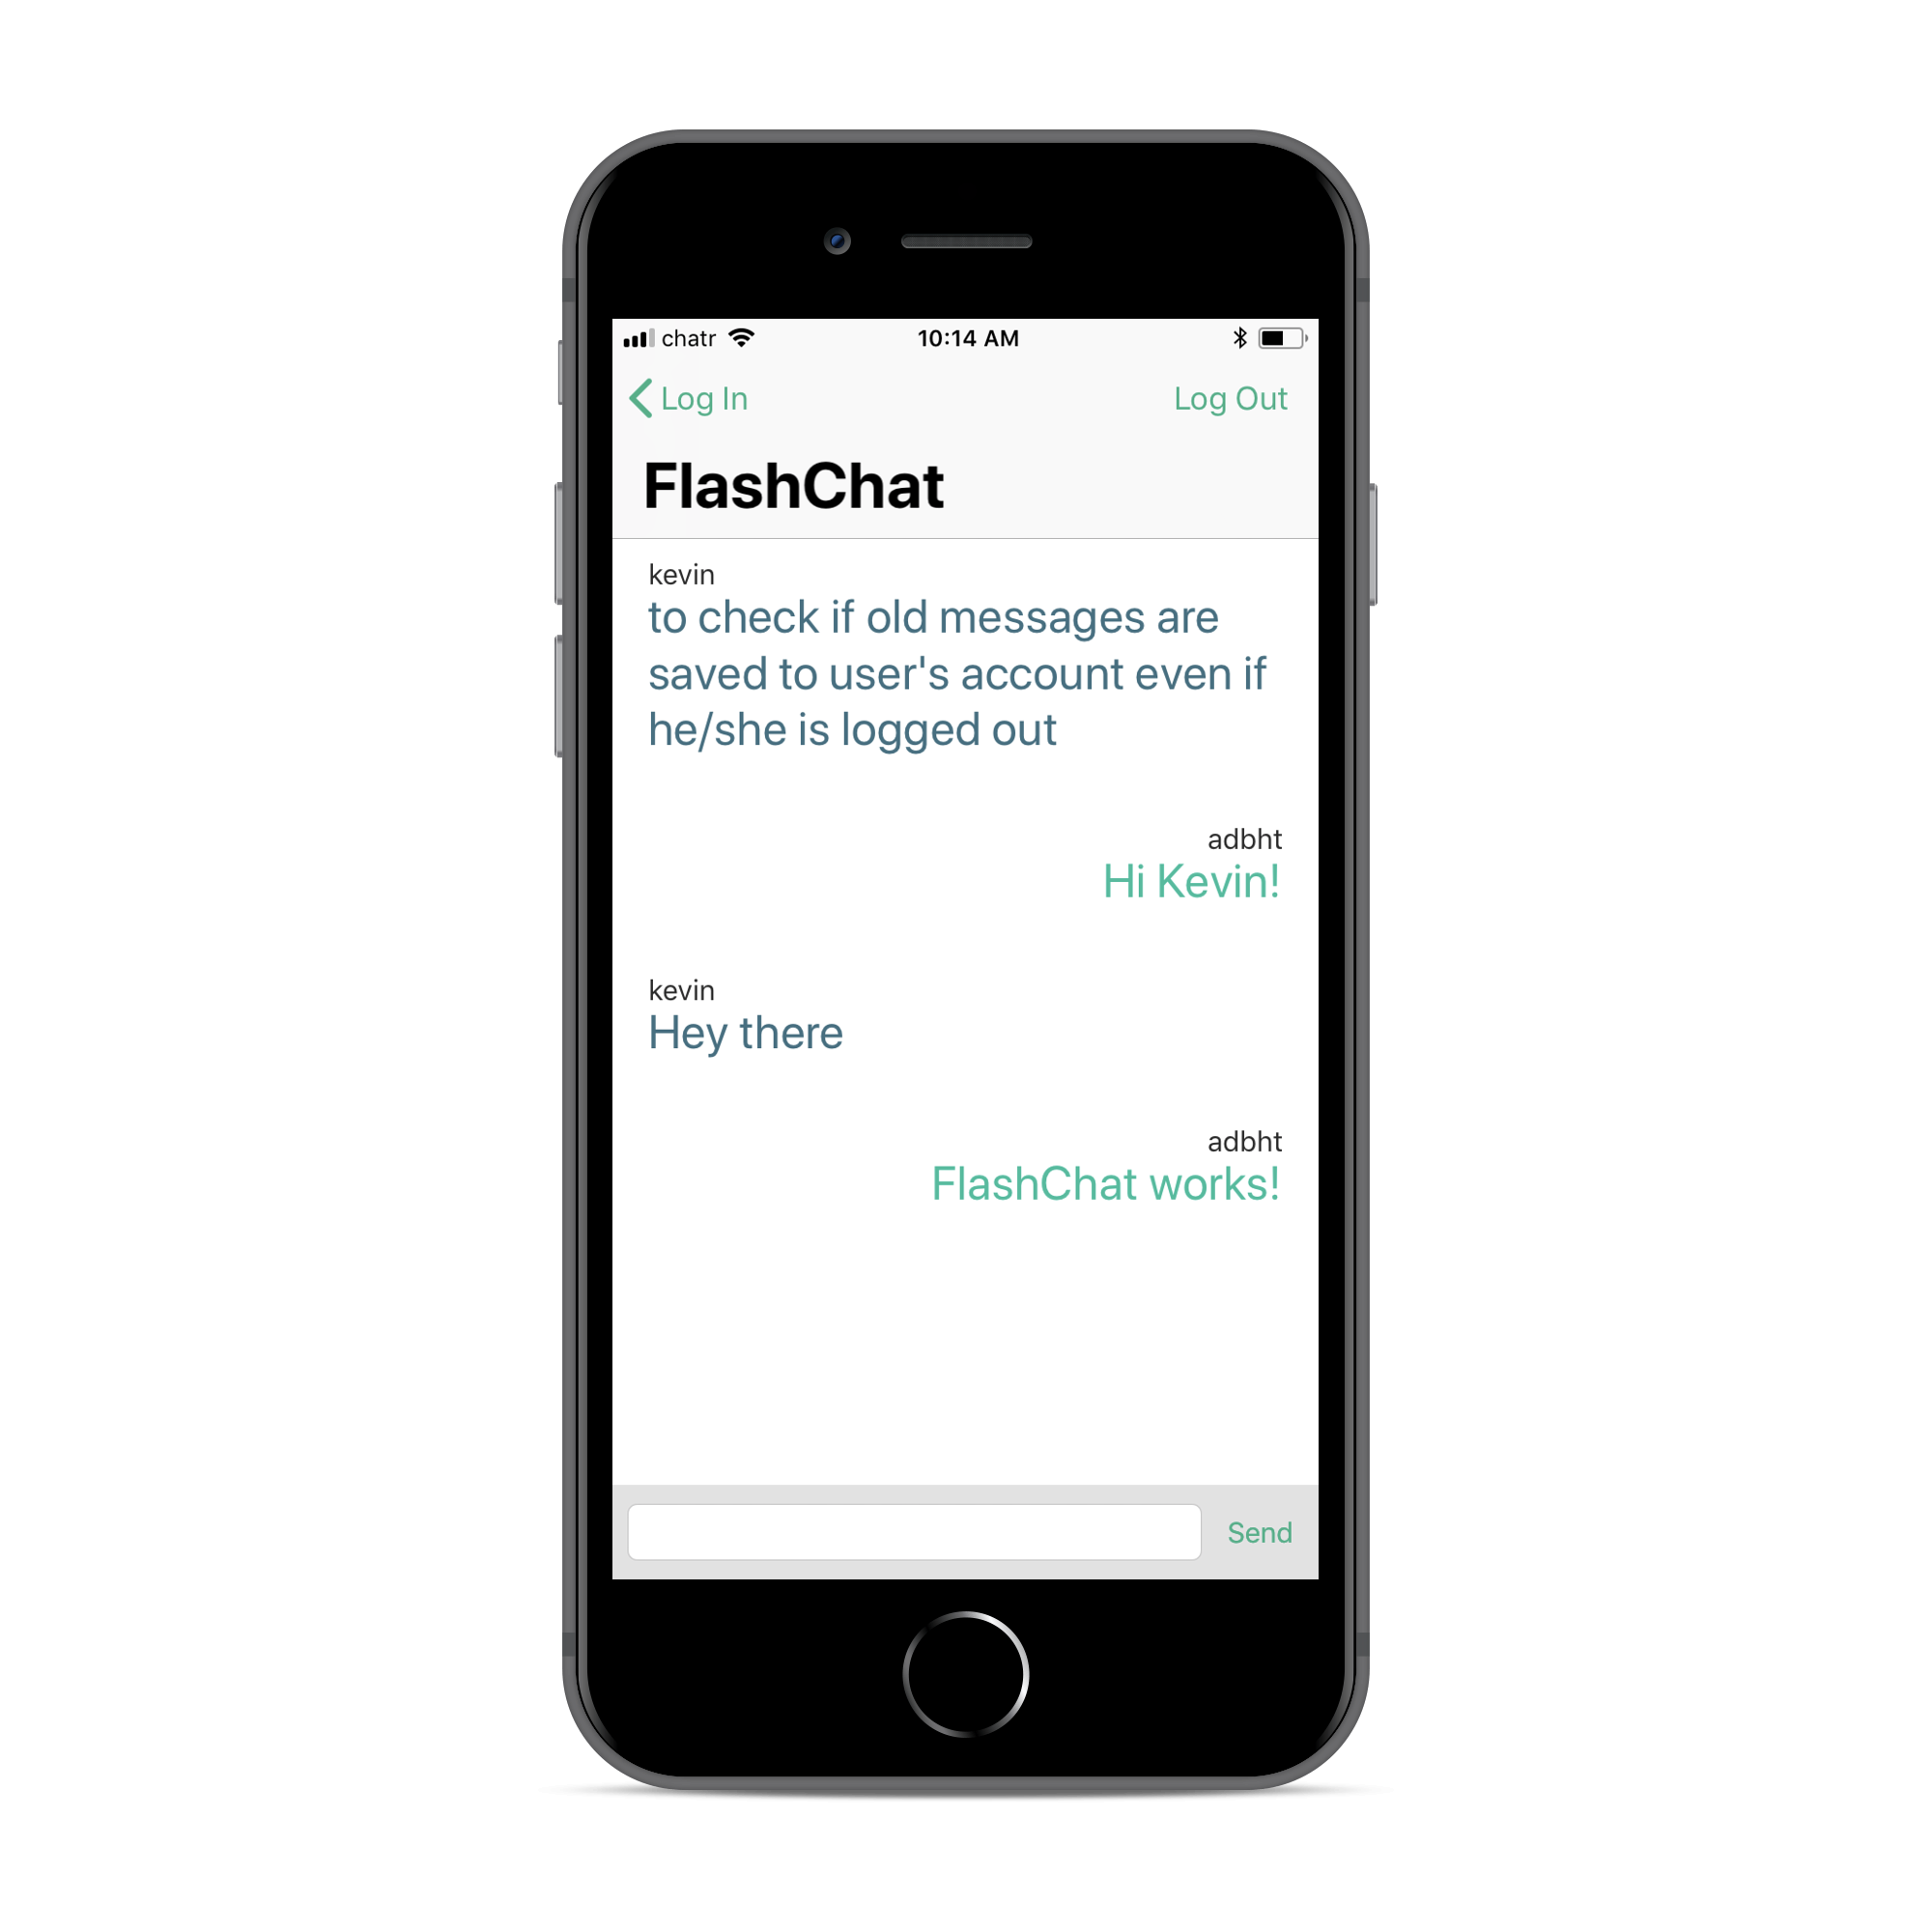 chatr 10:14 AM
Log In Log Out
FlashChat
kevin
to check if old messages are
saved to user's account even if
he/she is logged out
adbht
Hi Kevin!
kevin
Hey there
adbht
FlashChat works!
Send